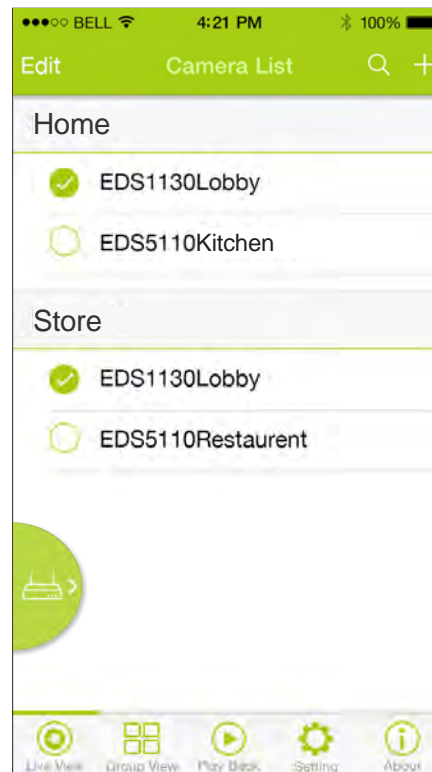 BELL 4:21 PM 100%
Edit Camera List
Home
EDS1130Lobby
EDS5110Kitchen
Store
EDS1130Lobby
EDS5110Restaurent
Live View Group View Play Back Setting About